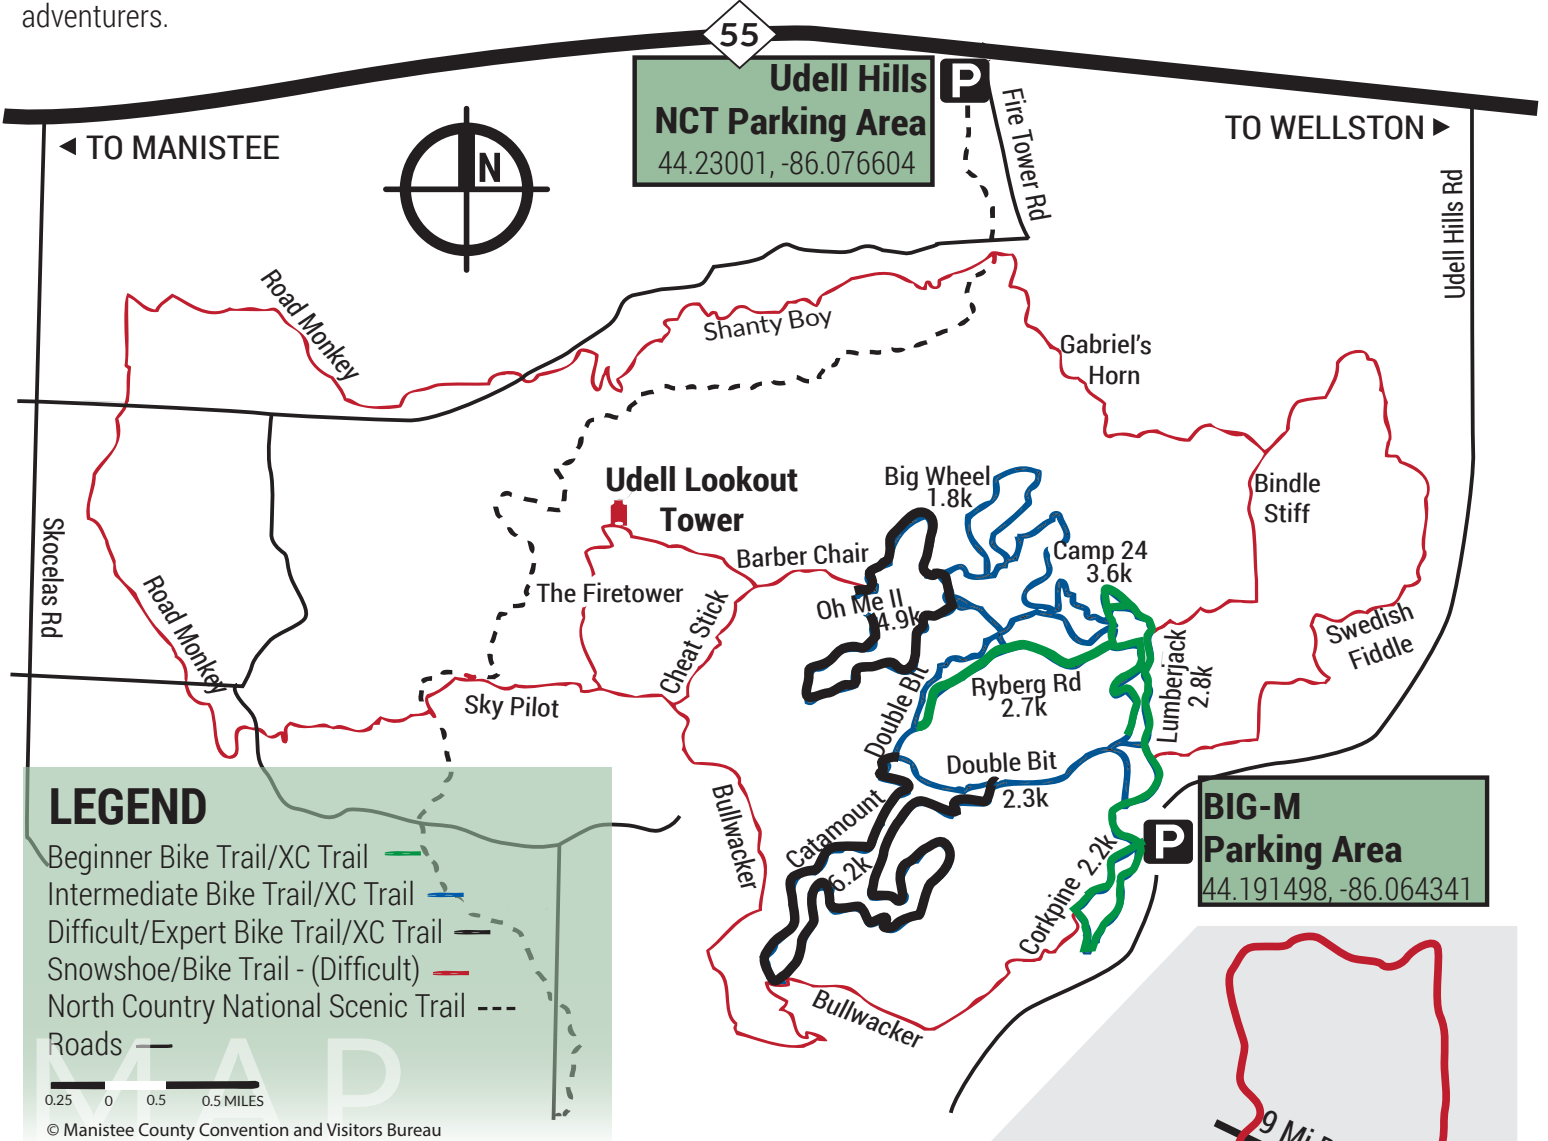 adventurers.
55
Udell Hills
NCT Parking Area
44.23001, -86.076604
P
Fire Tower Rd
TO MANISTEE
TO WELLSTON
N
Udell Hills Rd
Road Monkey
Shanty Boy
Gabriel's
Horn
Udell Lookout
Tower
Big Wheel
1.8k
Bindle
Stiff
Skocelas Rd
Barber Chair
Camp 24
3.6k
The Firetower
Oh Me II
4.9k
Road Monkey
Cheat Stick
Swedish
Fiddle
Sky Pilot
Double Bit
Ryberg Rd
2.7k
Lumberjack
2.8k
Double Bit
2.3k
Bullwacker
Catamount
6.2k
Corkpine 2.2k
P
BIG-M
Parking Area
44.191498, -86.064341
Bullwacker
LEGEND
Beginner Bike Trail/XC Trail
Intermediate Bike Trail/XC Trail
Difficult/Expert Bike Trail/XC Trail
Snowshoe/Bike Trail - (Difficult)
North Country National Scenic Trail
Roads
MAP
0.25 0 0.5 0.5 MILES
© Manistee County Convention and Visitors Bureau
9 Mi